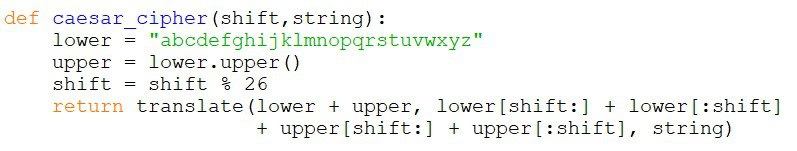 def caesar_cipher(shift,string):
    lower = "abcdefghijklmnopqrstuvwxyz"
    upper = lower.upper()
    shift = shift % 26
    return translate(lower + upper, lower[shift:] + lower[:shift]
                     + upper[shift:] + upper[:shift], string)